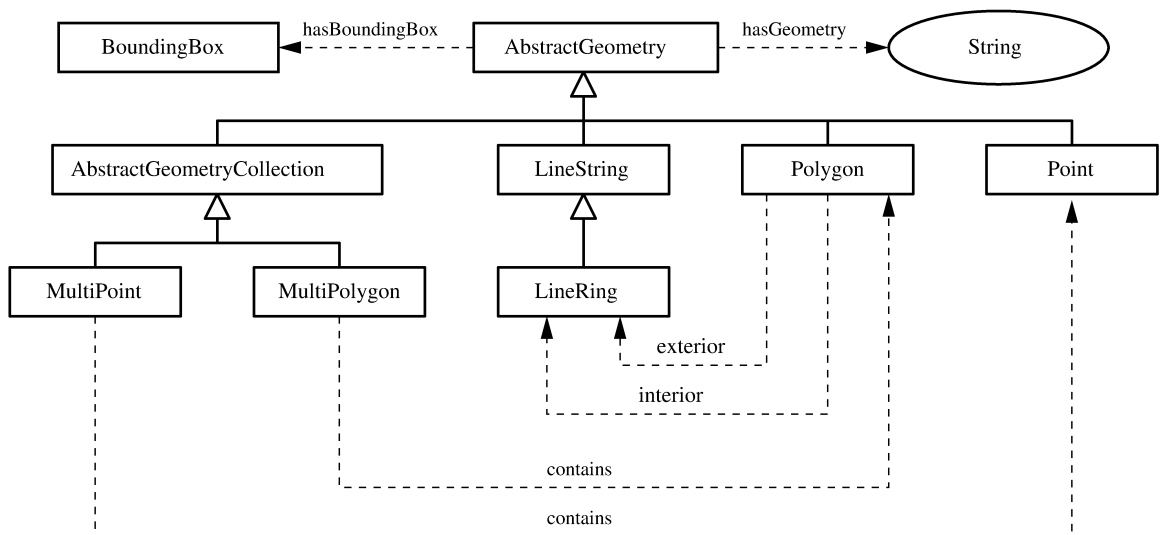 hasBoundingBox
hasGeometry
BoundingBox
AbstractGeometry
String
AbstractGeometryCollection
LineString
Polygon
Point
MultiPoint
MultiPolygon
LineRing
exterior
interior
contains
contains